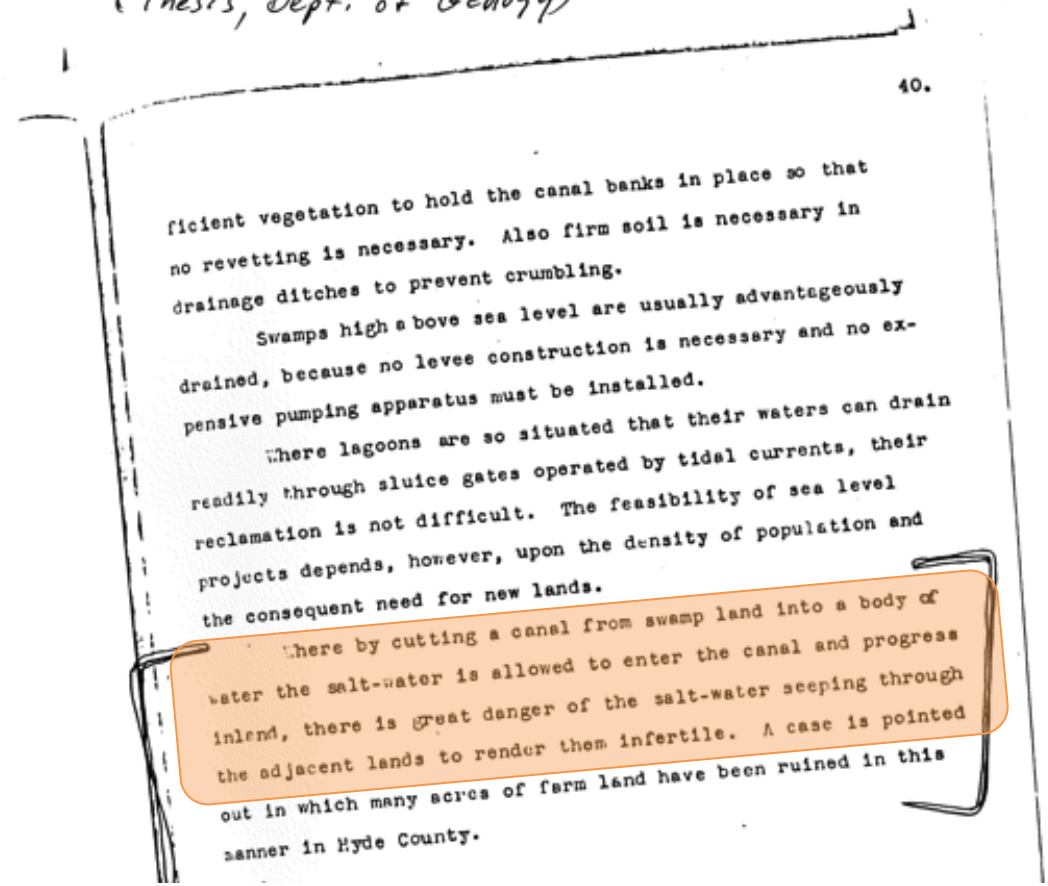 (Thesis, Dept. of Geology)
40.
ficient vegetation to hold the canal banks in place so that
no revetting is necessary. Also firm soil is necessary in
drainage ditches to prevent crumbling.
Swamps high above sea level are usually advantageously
drained, because no levee construction is necessary and no ex-
pensive pumping apparatus must be installed.
Where lagoons are so situated that their waters can drain
readily through sluice gates operated by tidal currents, their
reclamation is not difficult. The feasibility of sea level
projects depends, however, upon the density of population and
the consequent need for new lands.
Where by cutting a canal from swamp land into a body of
water the salt-water is allowed to enter the canal and progress
inland, there is great danger of the salt-water seeping through
the adjacent lands to render them infertile. A case is pointed
out in which many acres of farm land have been ruined in this
manner in Hyde County.